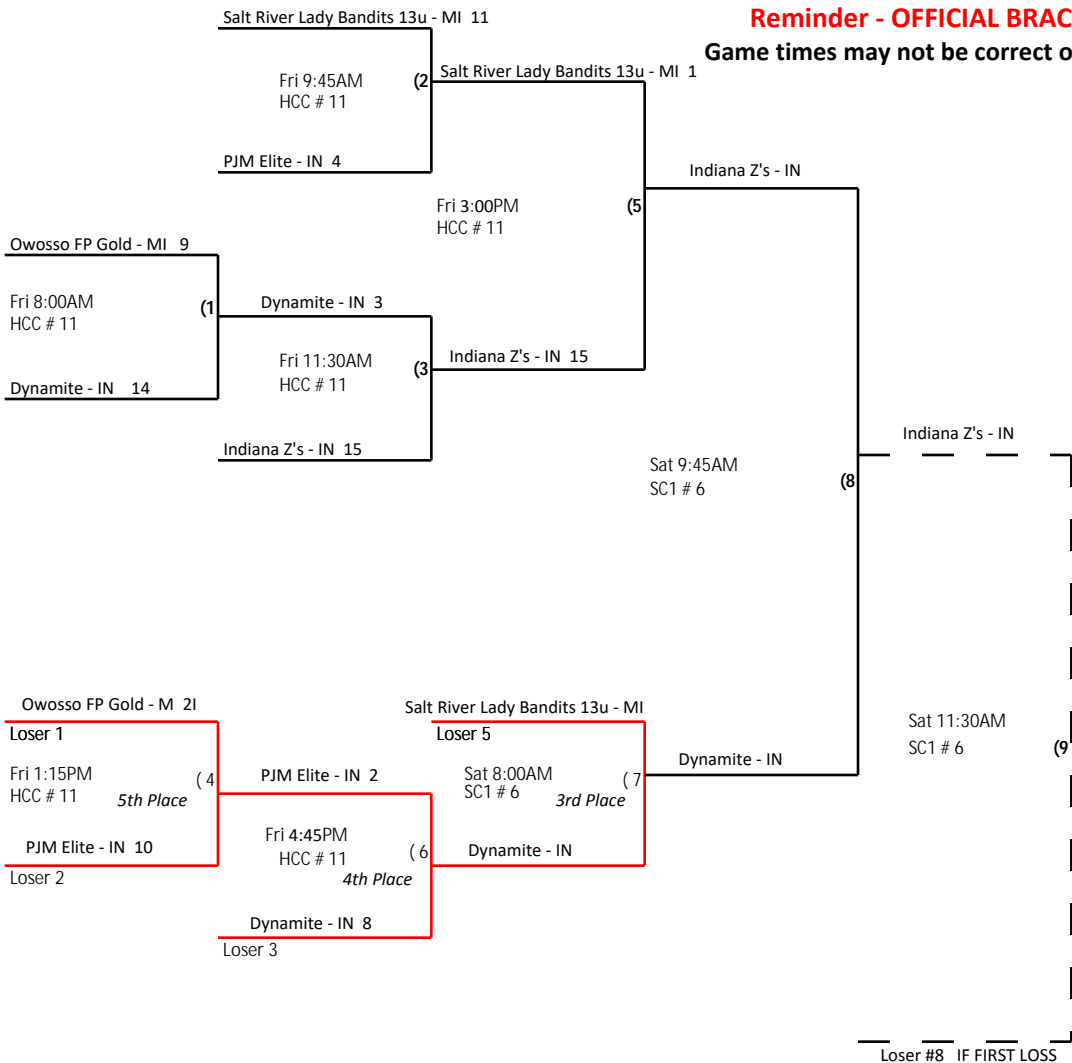 Salt River Lady Bandits 13u - MI 11
Reminder - OFFICIAL BRAC
Game times may not be correct o
Fri 9:45AM
HCC # 11
(2
Salt River Lady Bandits 13u - MI 1
PJM Elite - IN 4
Indiana Z's - IN
Fri 3:00PM
HCC # 11
(5
Owosso FP Gold - MI 9
Fri 8:00AM
HCC # 11
(1
Dynamite - IN 3
Fri 11:30AM
HCC # 11
(3
Indiana Z's - IN 15
Dynamite - IN 14
Indiana Z's - IN 15
Indiana Z's - IN
Sat 9:45AM
SC1 # 6
(8
Owosso FP Gold - M 2I
Loser 1
Salt River Lady Bandits 13u - MI
Loser 5
Sat 11:30AM
SC1 # 6
(9
Fri 1:15PM
HCC # 11
5th Place
( 4
PJM Elite - IN 2
Sat 8:00AM
SC1 # 6
3rd Place
( 7
Dynamite - IN
PJM Elite - IN 10
Loser 2
Fri 4:45PM
HCC # 11
4th Place
( 6
Dynamite - IN
Dynamite - IN 8
Loser 3
Loser #8 IF FIRST LOSS